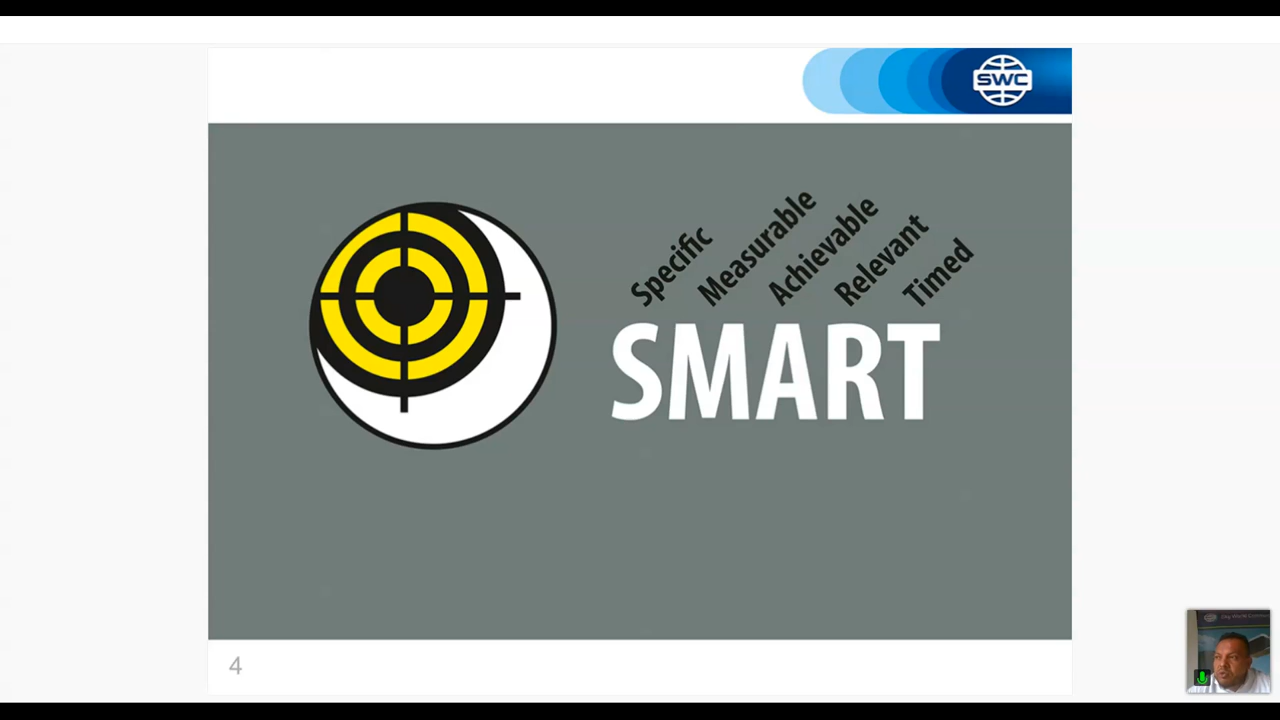 SWC
Specific
Measurable
Achievable
Relevant
Timed
SMART
4